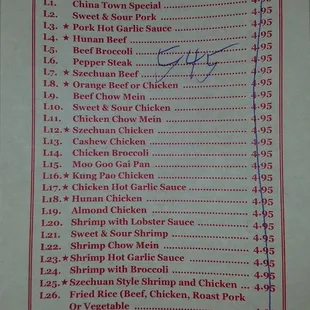 L1. China Town Special 4.95
L2. Sweet & Sour Pork 4.95
L3. ★ Pork Hot Garlic Sauce 4.95
L4. ★ Hunan Beef 4.95
L5. Beef Broccoli 4.95
L6. Pepper Steak 4.95
545
L7. ★ Szechuan Beef 4.95
L8. ★ Orange Beef or Chicken 4.95
L9. Beef Chow Mein 4.95
L10. Sweet & Sour Chicken 4.95
L11. Chicken Chow Mein 4.95
L12. ★ Szechuan Chicken 4.95
L13. Cashew Chicken 4.95
L14. Chicken Broccoli 4.95
L15. Moo Goo Gai Pan 4.95
L16. ★ Kung Pao Chicken 4.95
L17. ★ Chicken Hot Garlic Sauce 4.95
L18. ★ Hunan Chicken 4.95
L19. Almond Chicken 4.95
L20. Shrimp with Lobster Sauce 4.95
L21. Sweet & Sour Shrimp 4.95
L22. Shrimp Chow Mein 4.95
L23. ★ Shrimp Hot Garlic Sauce 4.95
L24. Shrimp with Broccoli 4.95
L25. ★ Szechuan Style Shrimp and Chicken 4.95
L26. Fried Rice (Beef, Chicken, Roast Pork
Or Vegetable 4.95